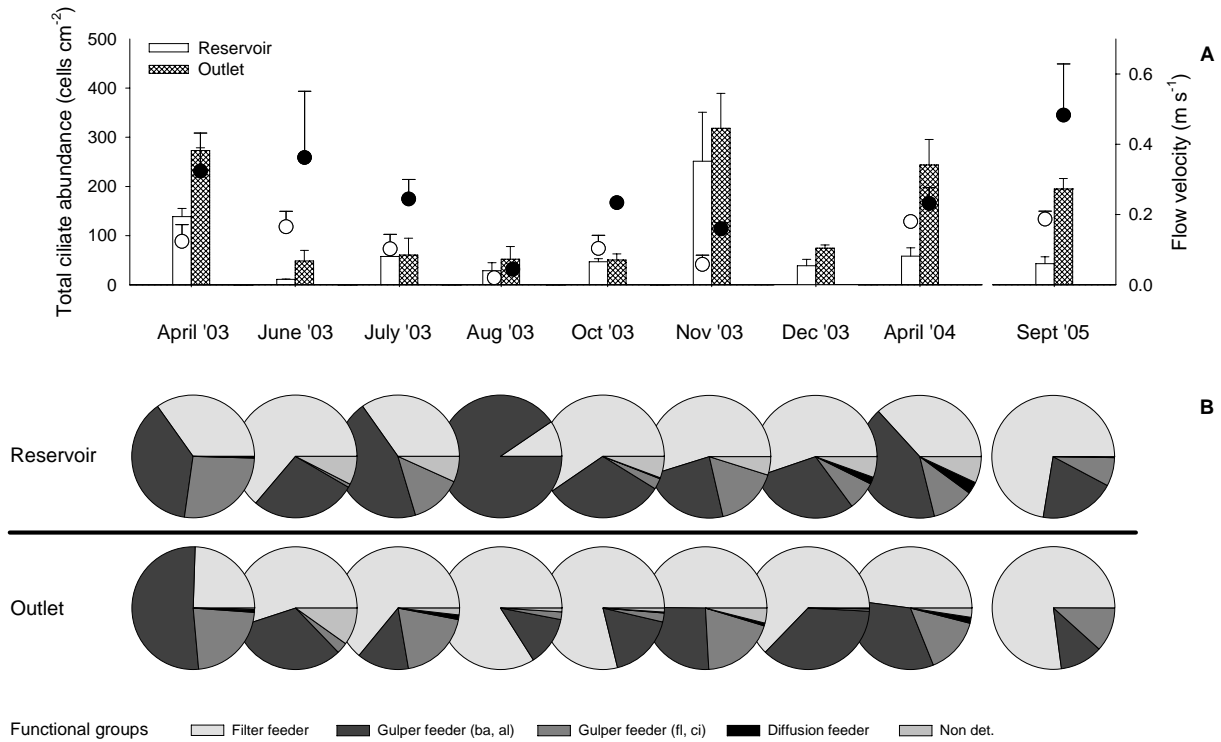 Total ciliate abundance (cells cm⁻²)
500
400
300
200
100
0
Reservoir
Outlet
A
0.6
0.4
0.2
0.0
Flow velocity (m s⁻¹)
April '03 June '03 July '03 Aug '03 Oct '03 Nov '03 Dec '03 April '04 Sept '05
B
Reservoir
Outlet
Functional groups Filter feeder Gulper feeder (ba, al) Gulper feeder (fl, ci) Diffusion feeder Non det.